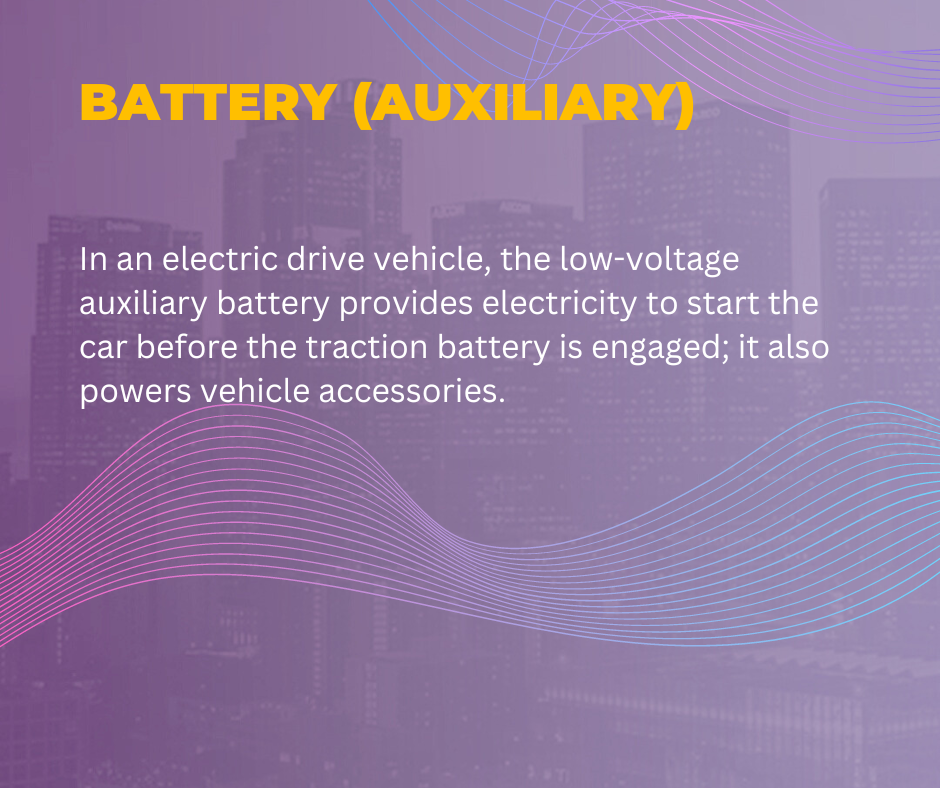 BATTERY (AUXILIARY)
In an electric drive vehicle, the low-voltage
auxiliary battery provides electricity to start the
car before the traction battery is engaged; it also
powers vehicle accessories.